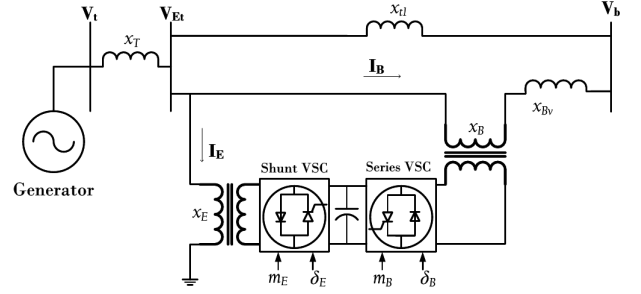 V_t
V_Et
x_tl
V_b
x_T
I_B
x_Bv
x_B
I_E
Shunt VSC
Series VSC
Generator
x_E
m_E
δ_E
m_B
δ_B